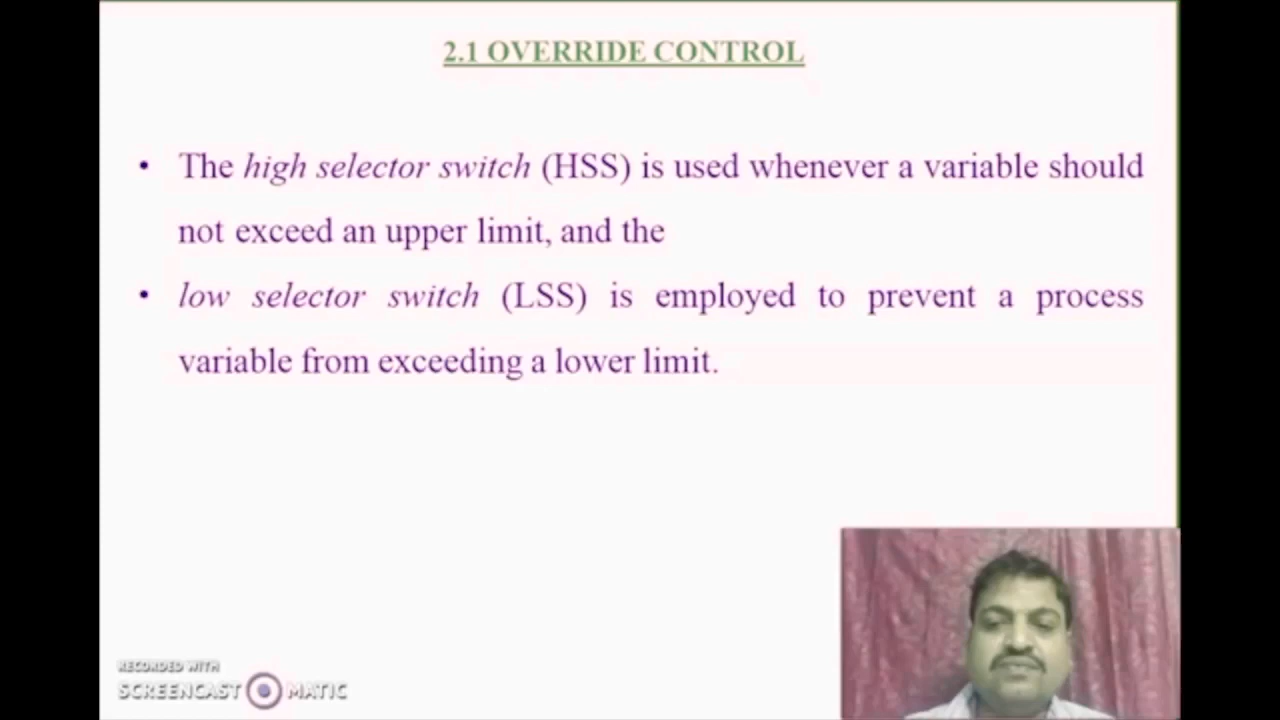 2.1 OVERRIDE CONTROL
• The high selector switch (HSS) is used whenever a variable should
not exceed an upper limit, and the
• low selector switch (LSS) is employed to prevent a process
variable from exceeding a lower limit.
RECORDED WITH
SCREENCAST MATIC